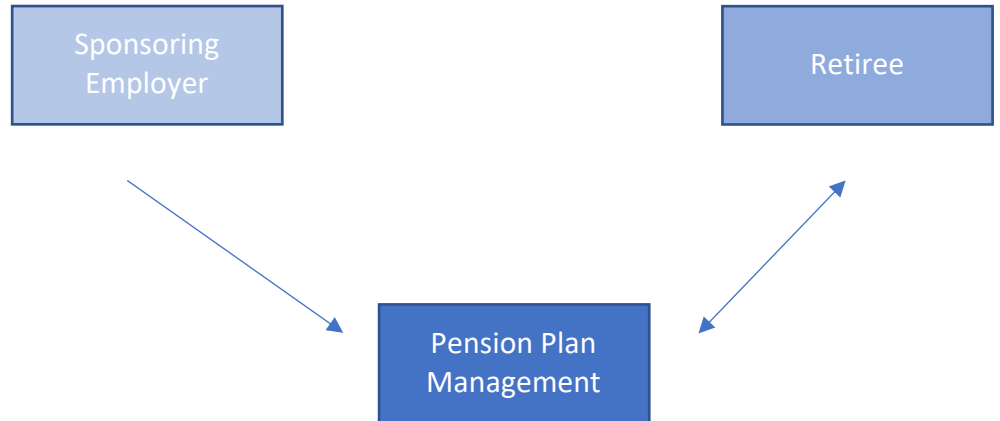 Sponsoring
Employer
Retiree
Pension Plan
Management